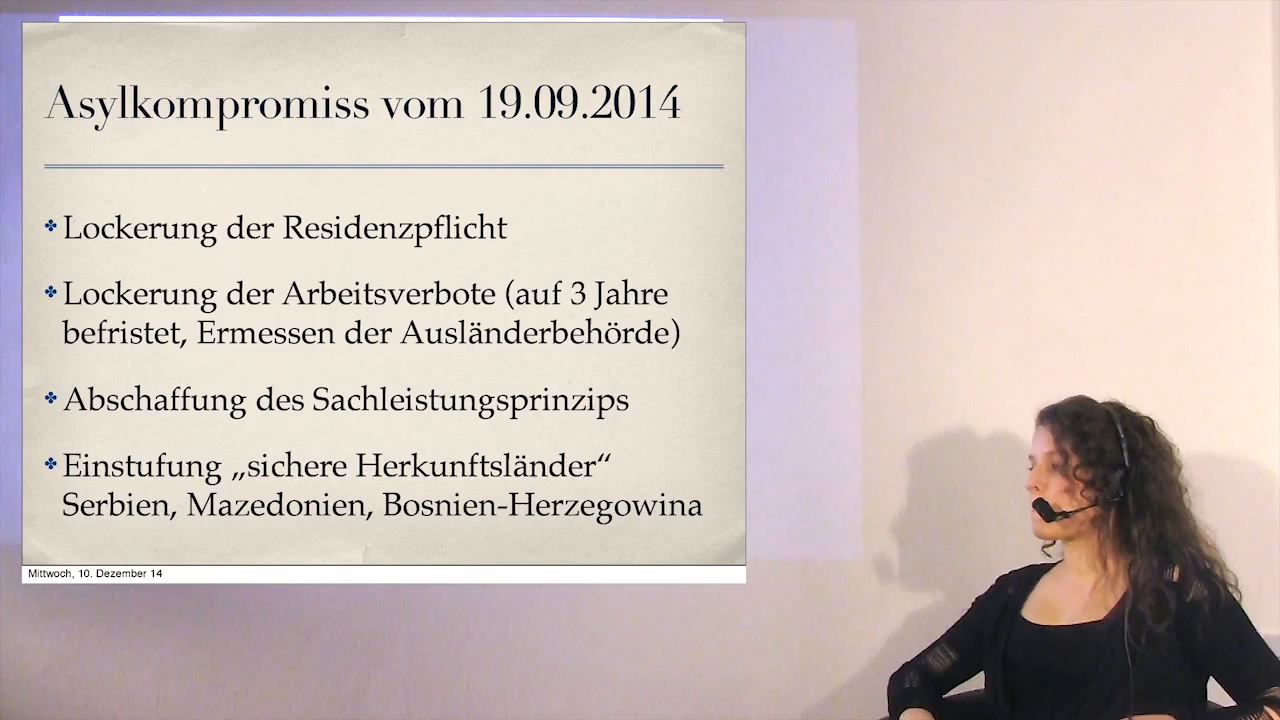 Asylkompromiss vom 19.09.2014
Lockerung der Residenzpflicht
Lockerung der Arbeitsverbote (auf 3 Jahre
befristet, Ermessen der Ausländerbehörde)
Abschaffung des Sachleistungsprinzips
Einstufung „sichere Herkunftsländer“
Serbien, Mazedonien, Bosnien-Herzegowina
Mittwoch, 10. Dezember 14